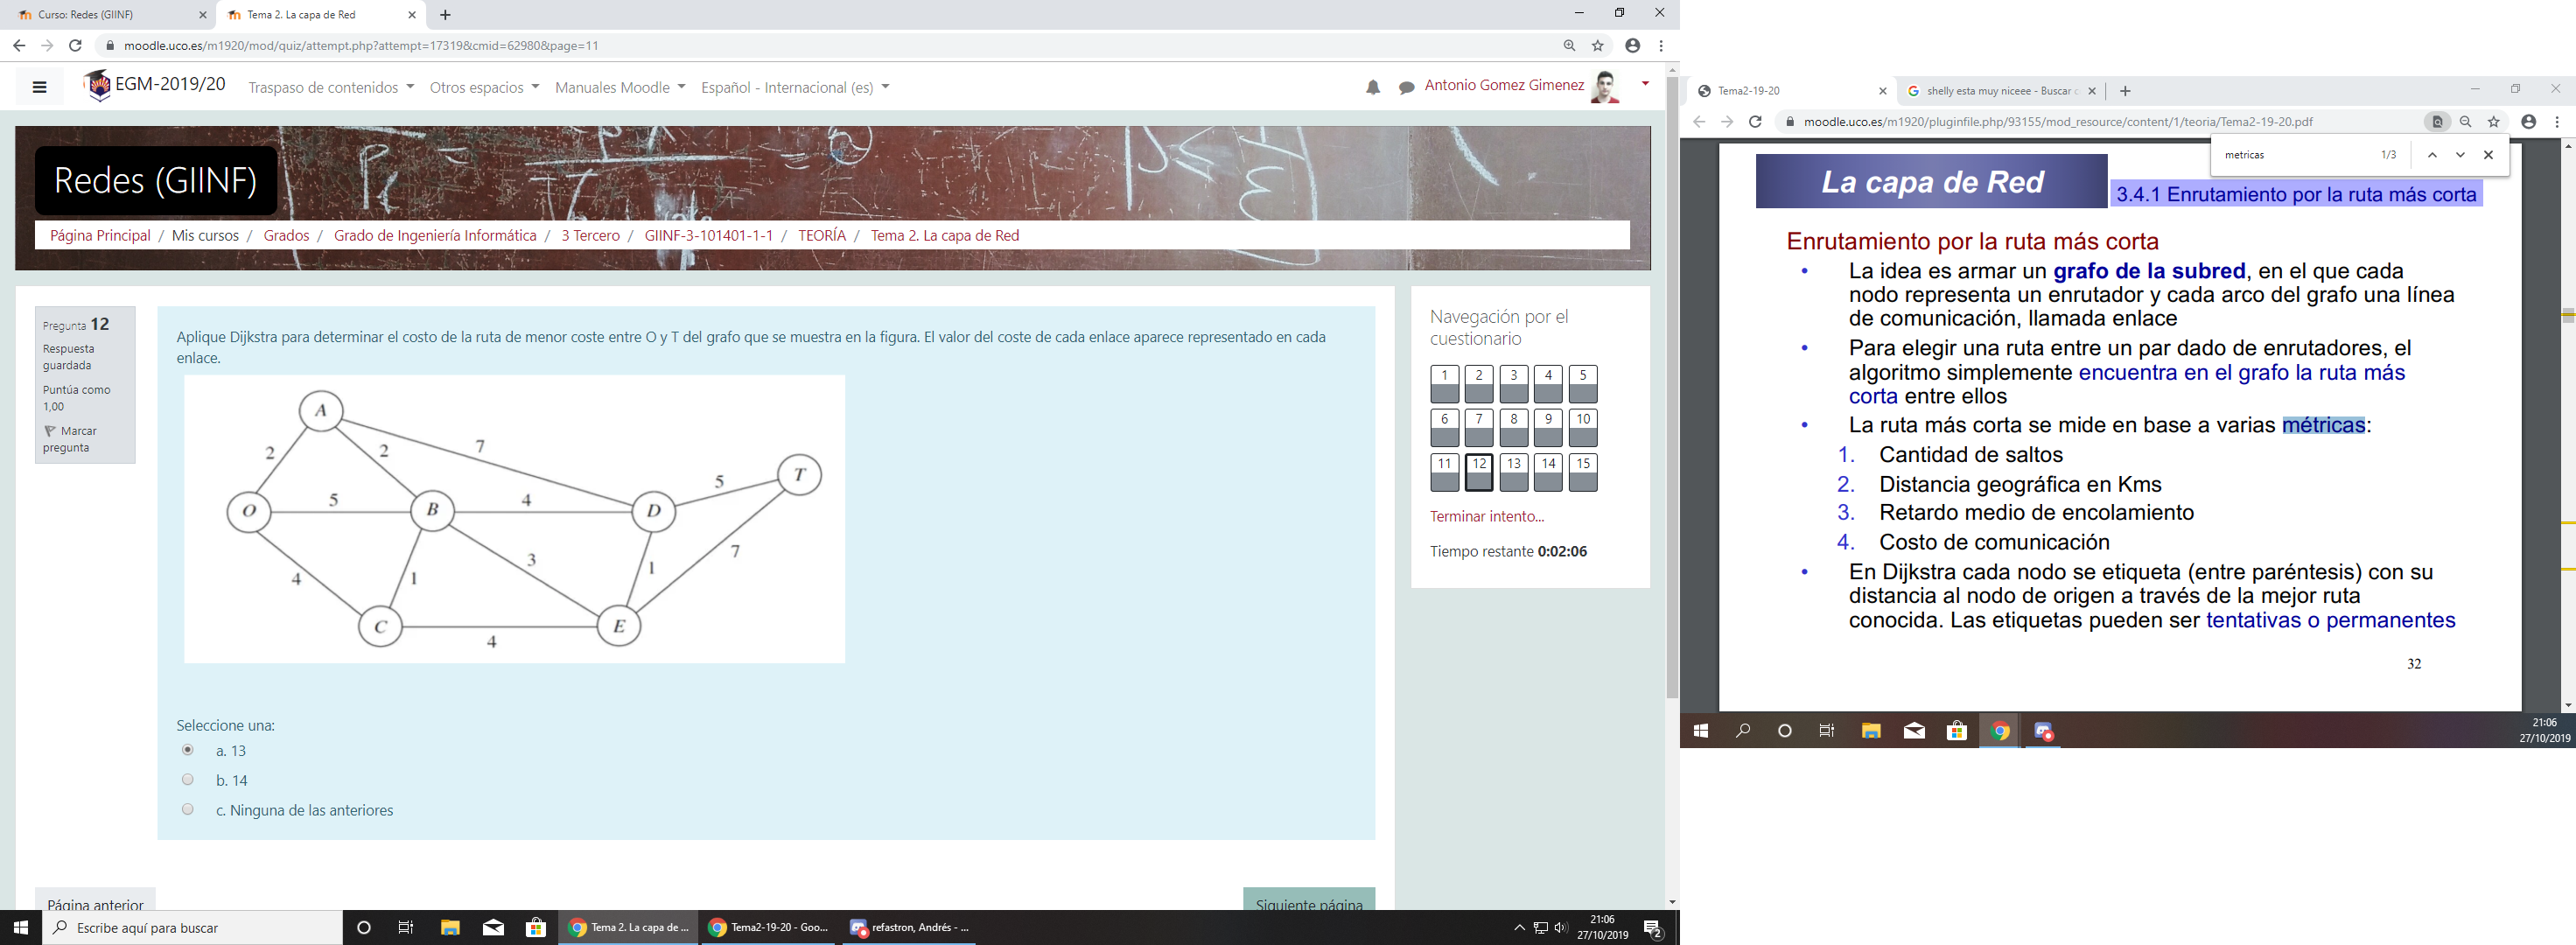 Curso: Redes (GIINF)
Tema 2. La capa de Red
moodle.uco.es/m1920/mod/quiz/attempt.php?attempt=17319&cmid=62980&page=11
EGM-2019/20
Traspaso de contenidos
Otros espacios
Manuales Moodle
Español - Internacional (es)
Antonio Gomez Gimenez
Redes (GIINF)
Página Principal / Mis cursos / Grados / Grado de Ingeniería Informática / 3 Tercero / GIINF-3-101401-1-1 / TEORÍA / Tema 2. La capa de Red
Pregunta 12
Respuesta
guardada
Puntúa como
1,00
Marcar
pregunta
Aplique Dijkstra para determinar el costo de la ruta de menor coste entre O y T del grafo que se muestra en la figura. El valor del coste de cada enlace aparece representado en cada
enlace.
A
2
2
7
T
5
O
5
B
4
D
7
3
4
1
1
C
4
E
Seleccione una:
a. 13
b. 14
c. Ninguna de las anteriores
Navegación por el
cuestionario
1 2 3 4 5
6 7 8 9 10
11 12 13 14 15
Terminar intento...
Tiempo restante 0:02:06
Página anterior
Siguiente página
Escribe aquí para buscar
Tema 2. La capa de ...
Tema2-19-20 - Goo...
refastron, Andrés - ...
21:06
27/10/2019
2
Tema2-19-20
shelly esta muy niceee - Buscar c
moodle.uco.es/m1920/pluginfile.php/93155/mod_resource/content/1/teoria/Tema2-19-20.pdf
metricas
1/3
La capa de Red
3.4.1 Enrutamiento por la ruta más corta
Enrutamiento por la ruta más corta
• La idea es armar un grafo de la subred, en el que cada
nodo representa un enrutador y cada arco del grafo una línea
de comunicación, llamada enlace
• Para elegir una ruta entre un par dado de enrutadores, el
algoritmo simplemente encuentra en el grafo la ruta más
corta entre ellos
• La ruta más corta se mide en base a varias métricas:
1. Cantidad de saltos
2. Distancia geográfica en Kms
3. Retardo medio de encolamiento
4. Costo de comunicación
• En Dijkstra cada nodo se etiqueta (entre paréntesis) con su
distancia al nodo de origen a través de la mejor ruta
conocida. Las etiquetas pueden ser tentativas o permanentes
32
21:06
27/10/2019